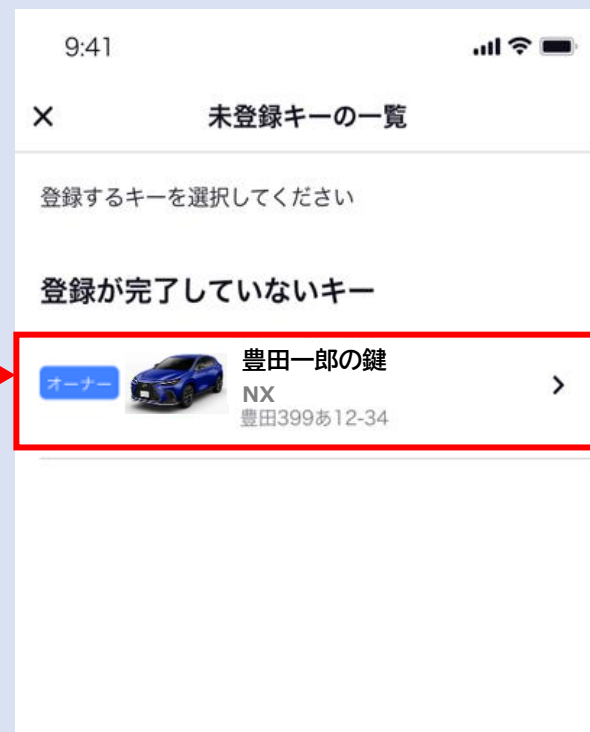 9:41
未登録キーの一覧
登録するキーを選択してください
登録が完了していないキー
オーナー
豊田一郎の鍵
NX
豊田399あ12-34